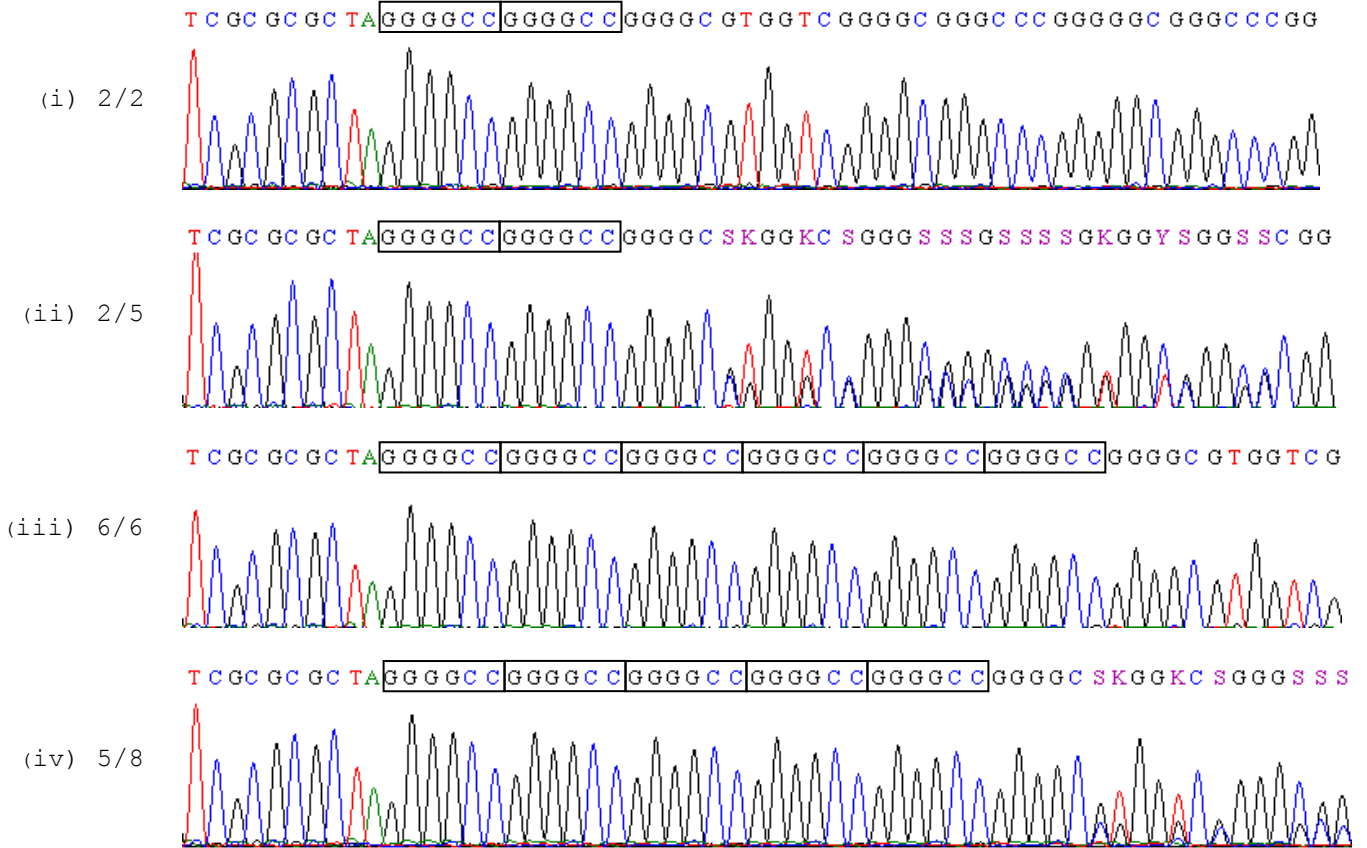 TCGCGCGCTAGGGGCCGGGGCCGGGGCGTGGTCGGGGCGGGCCCGGGGGCGGGCCCGG
(i) 2/2
TCGCGCGCTAGGGGCCGGGGCCGGGGCSKGGKCSGGGSSSGSSSSGKGGYSGGSSCGG
(ii) 2/5
TCGCGCGCTAGGGGCCGGGGCCGGGGCCGGGGCCGGGGCCGGGGCCGGGGCGTGGTCG
(iii) 6/6
TCGCGCGCTAGGGGCCGGGGCCGGGGCCGGGGCCGGGGCCGGGGCSKGGKCSGGGSSS
(iv) 5/8